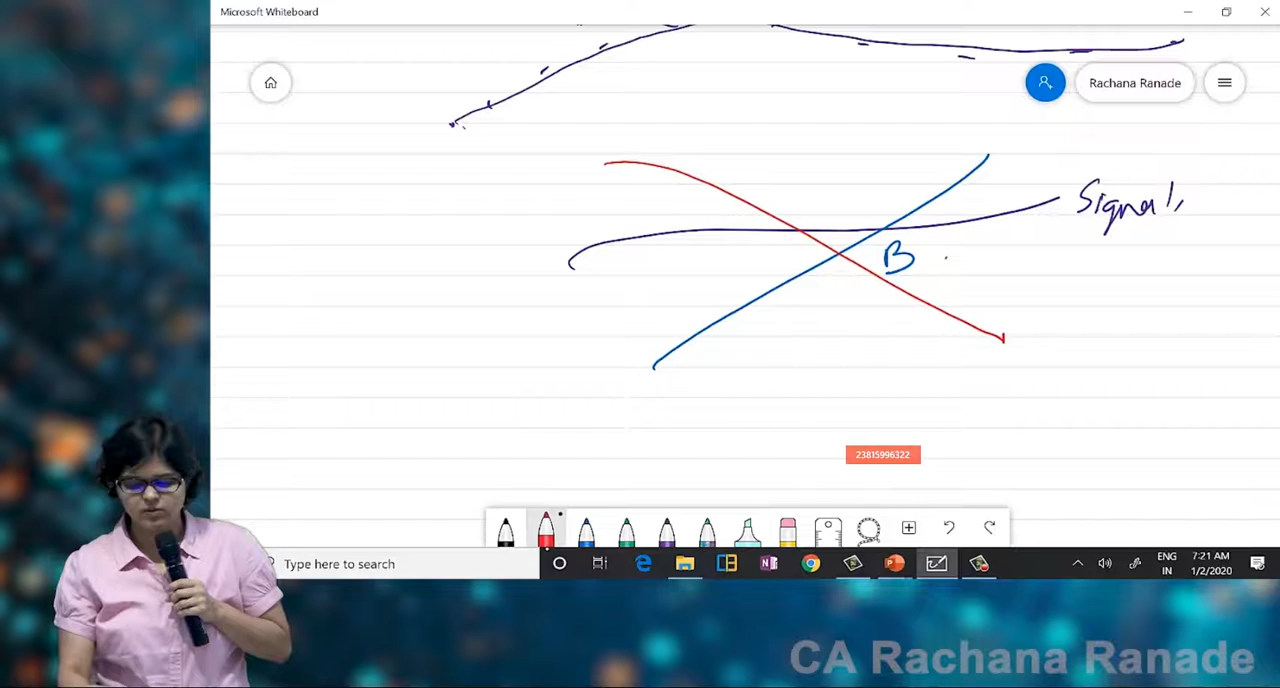 Microsoft Whiteboard
Rachana Ranade
Signal,
B
23815996322
Type here to search
ENG
IN
7:21 AM
1/2/2020
CA Rachana Ranade